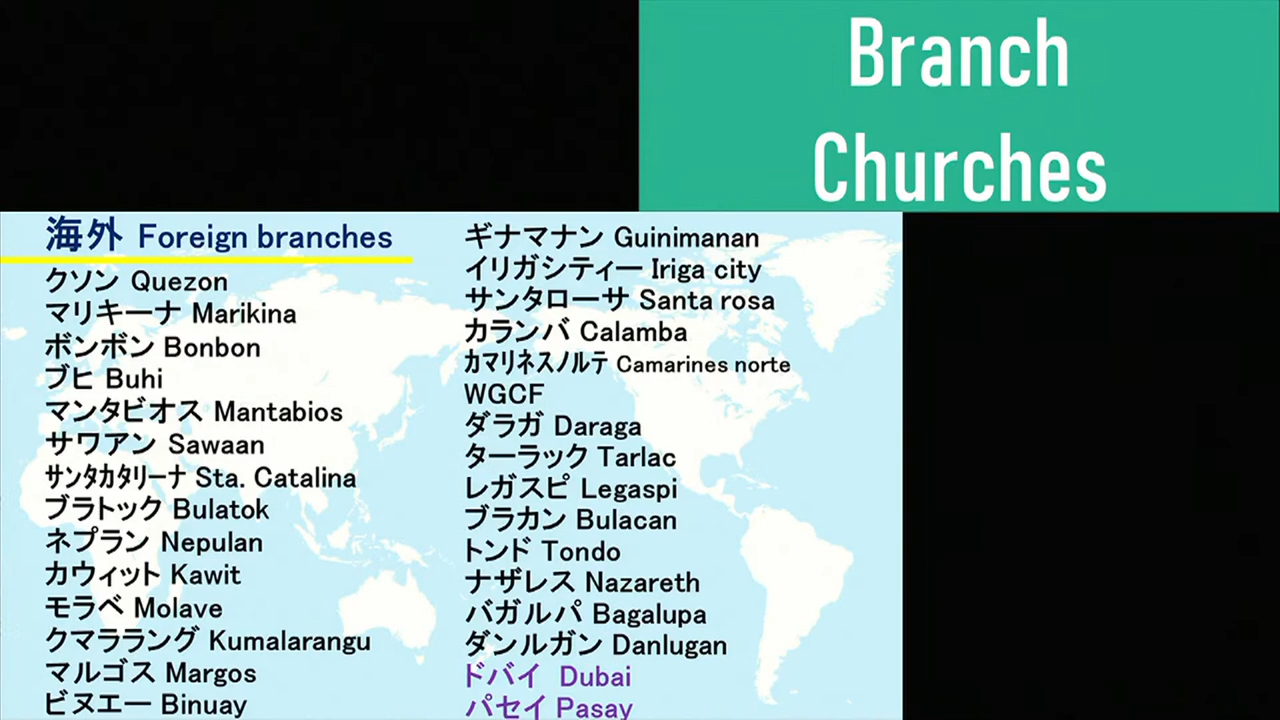 Branch
Churches
海外 Foreign branches
クソン Quezon
マリキーナ Marikina
ボンボン Bonbon
ブヒ Buhi
マンタビオス Mantabios
サワアン Sawaan
サンタカタリーナ Sta. Catalina
ブラトック Bulatok
ネプラン Nepulan
カウィット Kawit
モラベ Molave
クマララング Kumalarangu
マルゴス Margos
ビヌエー Binuay
ギナマナン Guinimanan
イリガシティー Iriga city
サンタローサ Santa rosa
カランバ Calamba
カマリネスノルテ Camarines norte
WGCF
ダラガ Daraga
ターラック Tarlac
レガスピ Legaspi
ブラカン Bulacan
トンド Tondo
ナザレス Nazareth
バガルパ Bagalupa
ダンルガン Danlugan
ドバイ Dubai
パセイ Pasay